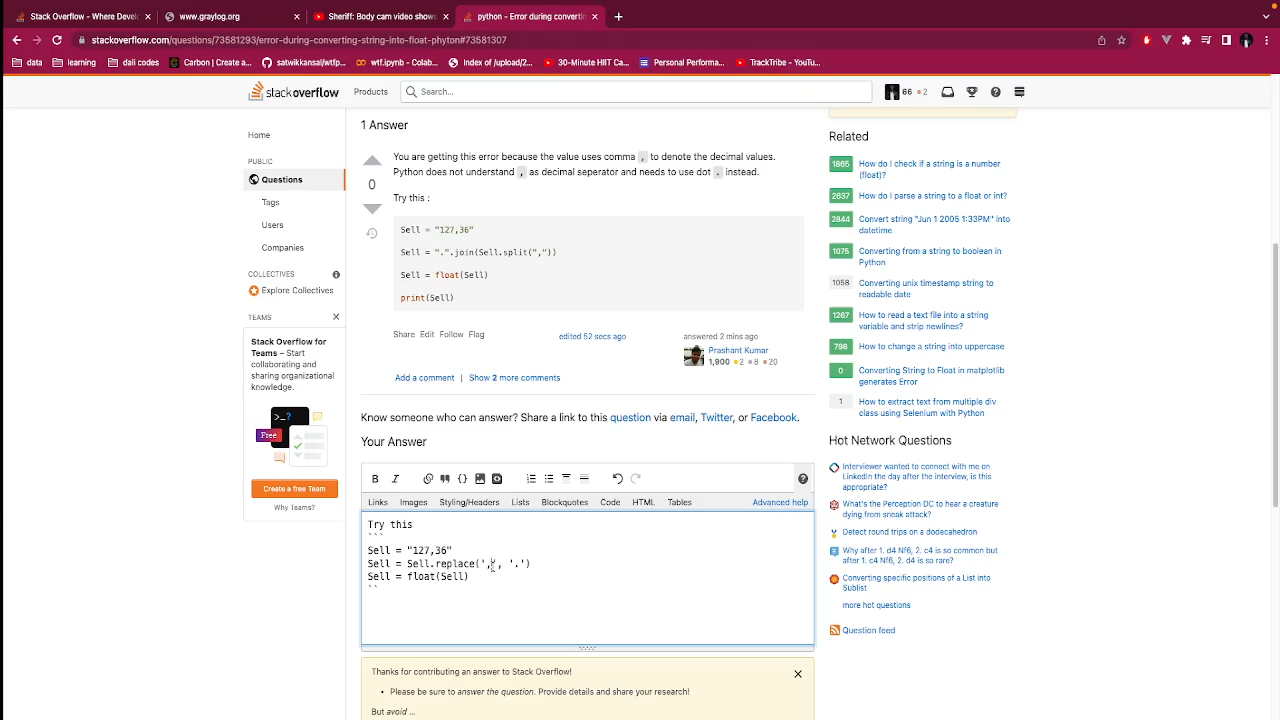 Stack Overflow - Where Devel
www.graylog.org
Sheriff: Body cam video shows
python - Error during convertin
stackoverflow.com/questions/73581293/error-during-converting-string-into-float-phyton#73581307
data
learning
dali codes
Carbon | Create a...
satwikkansal/wtfp...
wtf.ipynb - Colab...
Index of /upload/2...
30-Minute HIIT Ca...
Personal Performa...
TrackTribe - YouTu...
stackoverflow
Products
Search...
66 2
Home
PUBLIC
Questions
Tags
Users
Companies
COLLECTIVES
Explore Collectives
TEAMS
Stack Overflow for
Teams – Start
collaborating and
sharing organizational
knowledge.
>_?
Free
Create a free Team
Why Teams?
1 Answer
0
You are getting this error because the value uses comma , to denote the decimal values.
Python does not understand , as decimal seperator and needs to use dot . instead.
Try this :
Sell = "127,36"
Sell = ".".join(Sell.split(","))
Sell = float(Sell)
print(Sell)
Share Edit Follow Flag
edited 52 secs ago
answered 2 mins ago
Prashant Kumar
1,900 2 8 20
Add a comment | Show 2 more comments
Know someone who can answer? Share a link to this question via email, Twitter, or Facebook.
Your Answer
B I {}
Links Images Styling/Headers Lists Blockquotes Code HTML Tables Advanced help
Try this
```
Sell = "127,36"
Sell = Sell.replace(',', '.')
Sell = float(Sell)
``
Thanks for contributing an answer to Stack Overflow!
• Please be sure to answer the question. Provide details and share your research!
But avoid ...
Related
1865 How do I check if a string is a number
(float)?
2637 How do I parse a string to a float or int?
2844 Convert string "Jun 1 2005 1:33PM" into
datetime
1075 Converting from a string to boolean in
Python
1058 Converting unix timestamp string to
readable date
1267 How to read a text file into a string
variable and strip newlines?
798 How to change a string into uppercase
0 Converting String to Float in matplotlib
generates Error
1 How to extract text from multiple div
class using Selenium with Python
Hot Network Questions
Interviewer wanted to connect with me on
LinkedIn the day after the interview, is this
appropriate?
What's the Perception DC to hear a creature
dying from sneak attack?
Detect round trips on a dodecahedron
Why after 1. d4 Nf6, 2. c4 is so common but
after 1. c4 Nf6, 2. d4 is so rare?
Converting specific positions of a List into
Sublist
more hot questions
Question feed